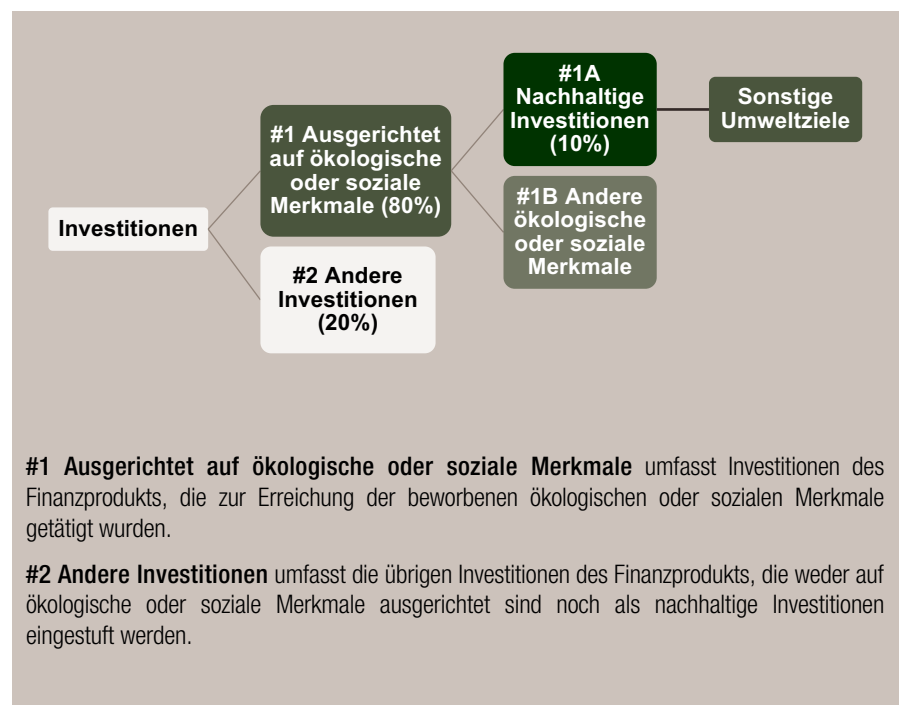 Investitionen
#1 Ausgerichtet
auf ökologische
oder soziale
Merkmale (80%)
#2 Andere
Investitionen
(20%)
#1A
Nachhaltige
Investitionen
(10%)
#1B Andere
ökologische
oder soziale
Merkmale
Sonstige
Umweltziele
#1 Ausgerichtet auf ökologische oder soziale Merkmale umfasst Investitionen des
Finanzprodukts, die zur Erreichung der beworbenen ökologischen oder sozialen Merkmale
getätigt wurden.
#2 Andere Investitionen umfasst die übrigen Investitionen des Finanzprodukts, die weder auf
ökologische oder soziale Merkmale ausgerichtet sind noch als nachhaltige Investitionen
eingestuft werden.